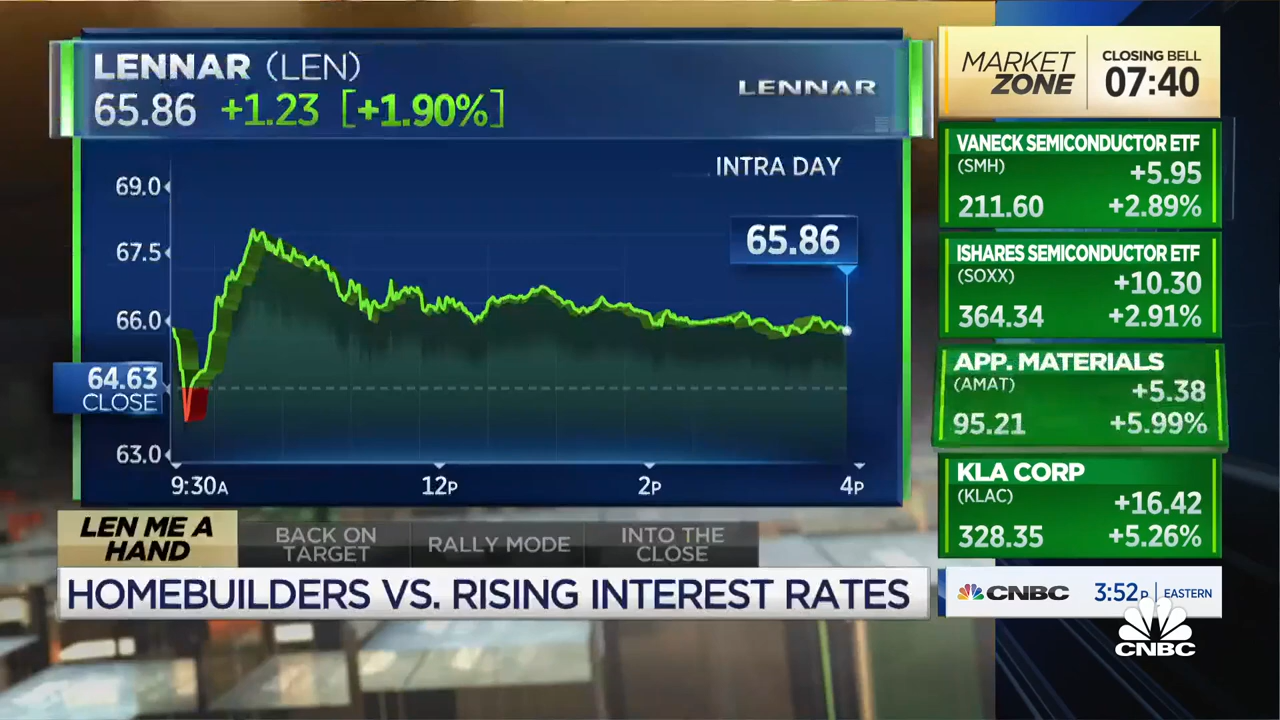 LENNAR (LEN)
65.86 +1.23 [+1.90%]
LENNAR
INTRA DAY
69.0
67.5
66.0
63.0
65.86
64.63
CLOSE
9:30A
12P
2P
4P
LEN ME A
HAND
BACK ON
TARGET
RALLY MODE
INTO THE
CLOSE
HOMEBUILDERS VS. RISING INTEREST RATES
MARKET
ZONE
CLOSING BELL
07:40
VANECK SEMICONDUCTOR ETF
(SMH)
+5.95
211.60
+2.89%
ISHARES SEMICONDUCTOR ETF
(SOXX)
+10.30
364.34
+2.91%
APP. MATERIALS
(AMAT)
+5.38
95.21
+5.99%
KLA CORP
(KLAC)
+16.42
328.35
+5.26%
CNBC 3:52P | EASTERN
CNBC